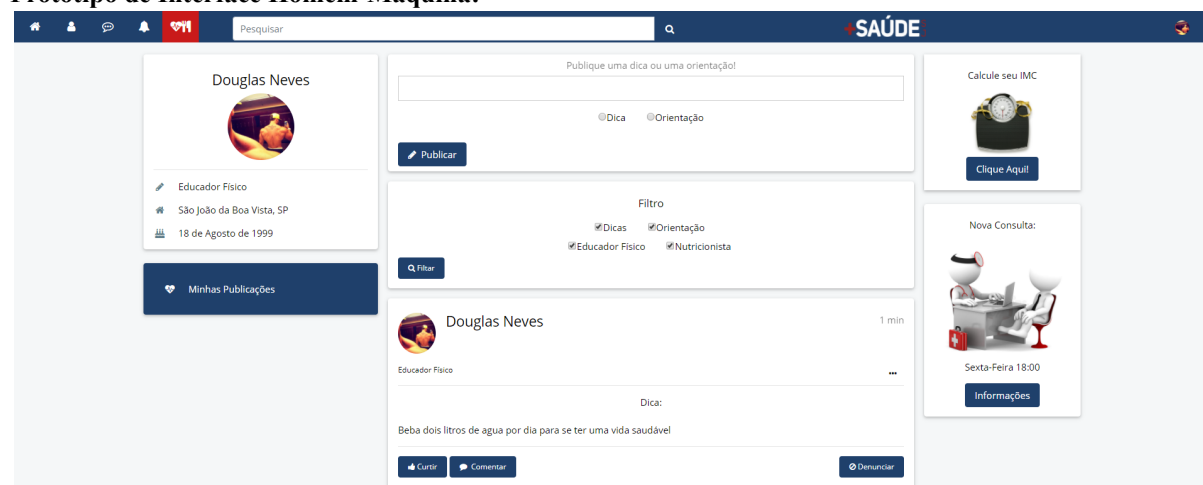 Protótipo de Interface Homem-Máquina:
Pesquisar
+SAÚDE
Douglas Neves
Educador Físico
São João da Boa Vista, SP
18 de Agosto de 1999
Minhas Publicações
Publique uma dica ou uma orientação!
Dica Orientação
Publicar
Filtro
Dicas Orientação
Educador Físico Nutricionista
Filtar
Douglas Neves
1 min
Educador Físico
...
Dica:
Beba dois litros de agua por dia para se ter uma vida saudável
Curtir Comentar Denunciar
Calcule seu IMC
Clique Aqui!
Nova Consulta:
Sexta-Feira 18:00
Informações